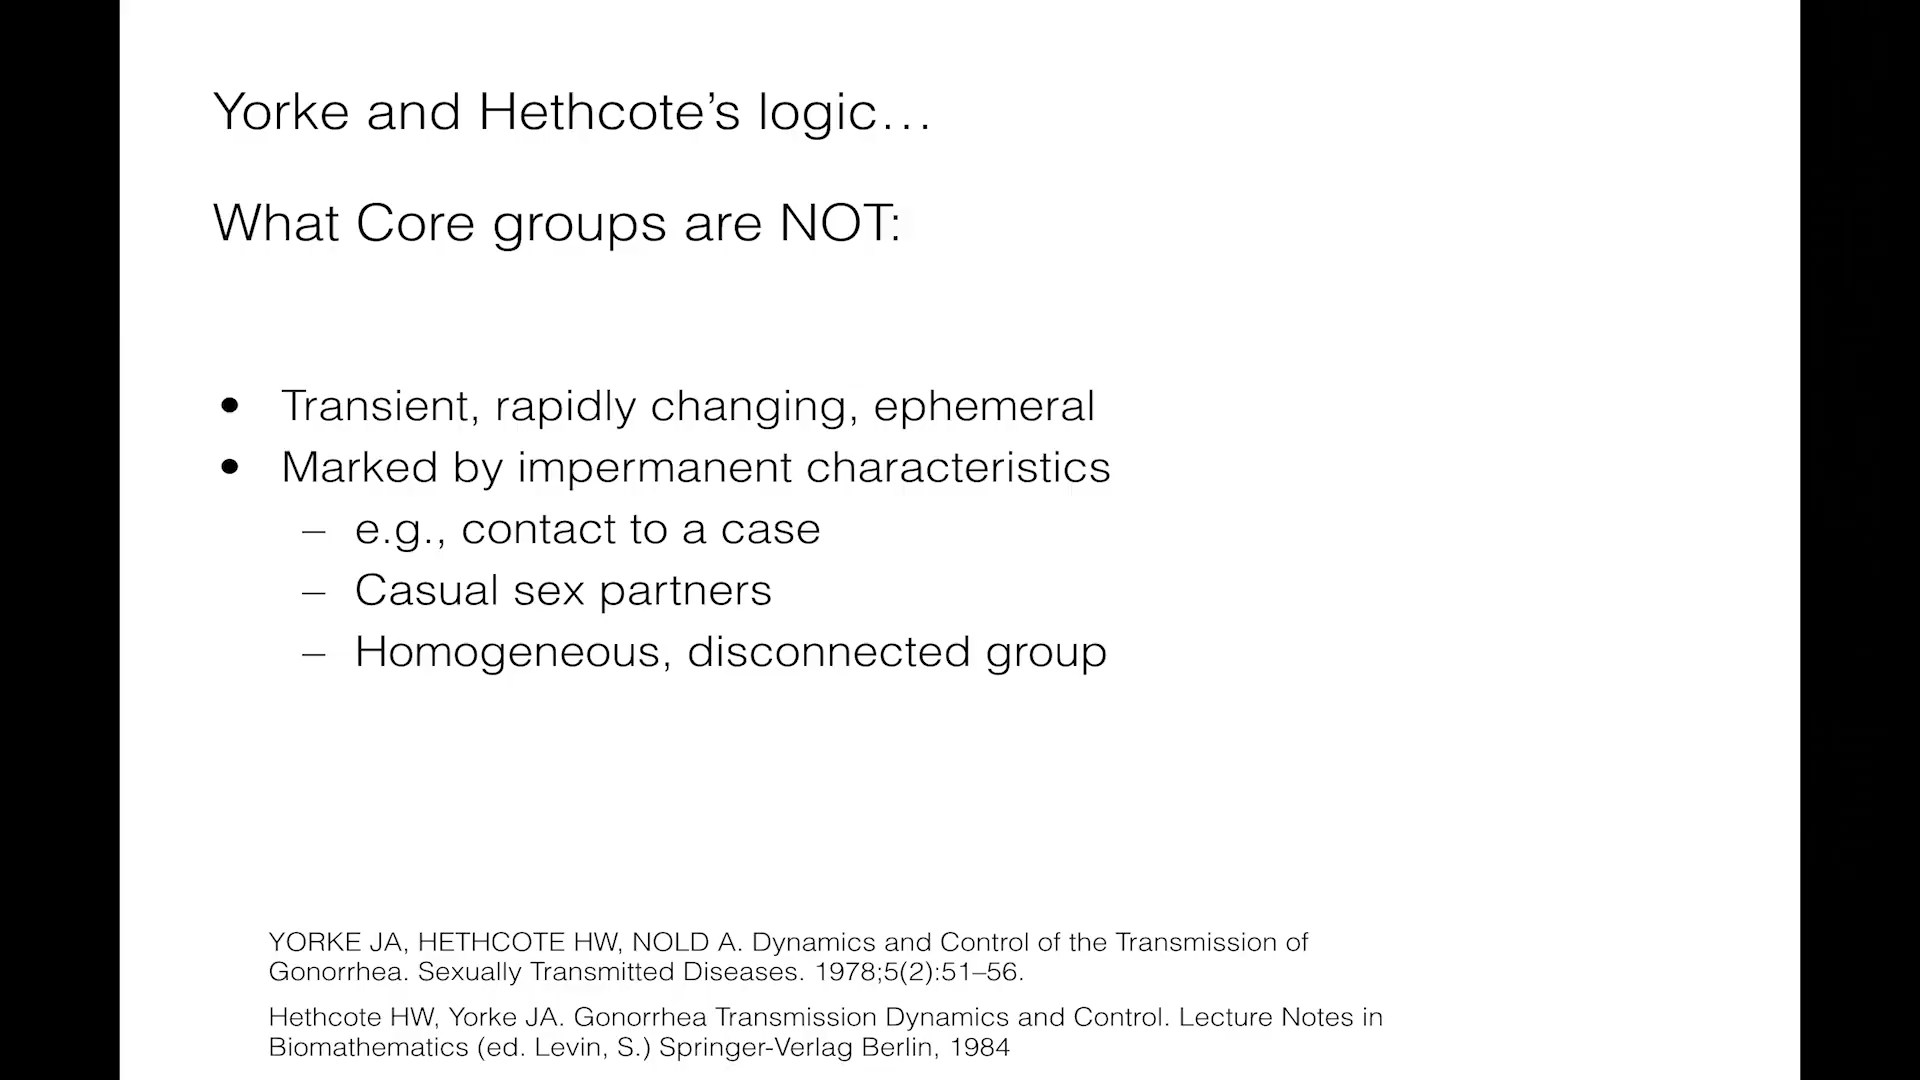 Yorke and Hethcote’s logic…
What Core groups are NOT:
• Transient, rapidly changing, ephemeral
• Marked by impermanent characteristics
– e.g., contact to a case
– Casual sex partners
– Homogeneous, disconnected group
YORKE JA, HETHCOTE HW, NOLD A. Dynamics and Control of the Transmission of
Gonorrhea. Sexually Transmitted Diseases. 1978;5(2):51–56.
Hethcote HW, Yorke JA. Gonorrhea Transmission Dynamics and Control. Lecture Notes in
Biomathematics (ed. Levin, S.) Springer-Verlag Berlin, 1984